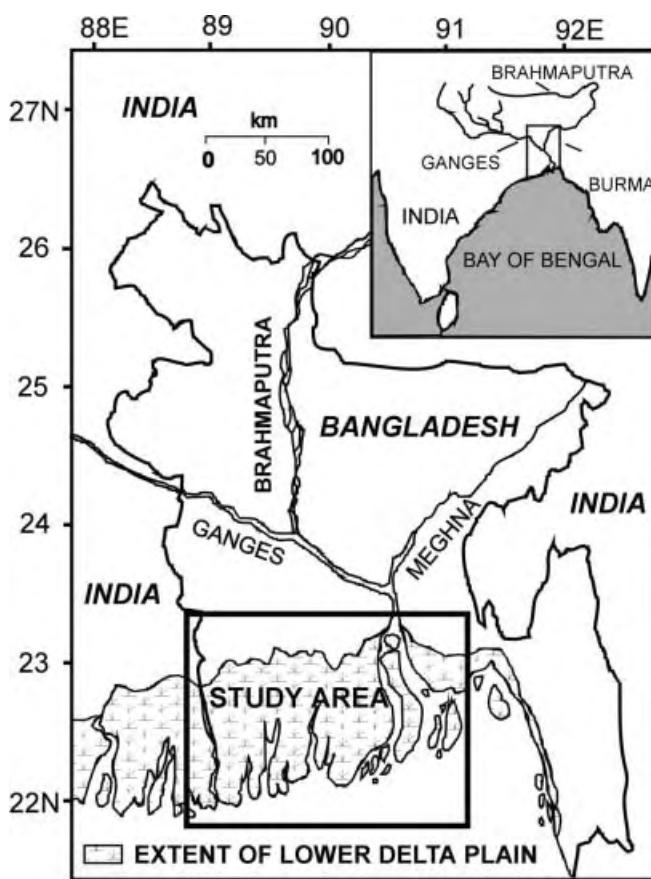 88E 89 90 91 92E
27N
26
25
24
23
22N
INDIA
km
0 50 100
BRAHMAPUTRA
GANGES
BURMA
INDIA
BAY OF BENGAL
BRAHMAPUTRA
BANGLADESH
GANGES
MEGHNA
INDIA
INDIA
STUDY AREA
EXTENT OF LOWER DELTA PLAIN